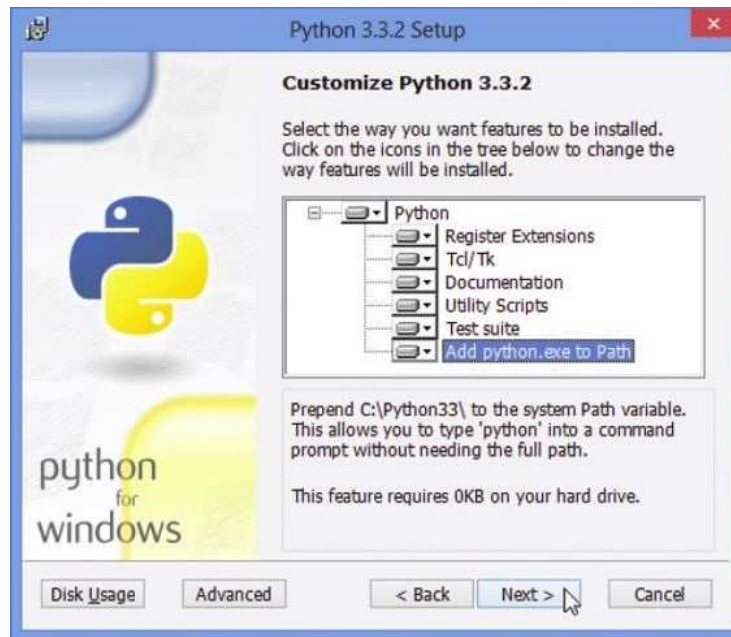 Python 3.3.2 Setup
Customize Python 3.3.2
Select the way you want features to be installed.
Click on the icons in the tree below to change the
way features will be installed.
Python
Register Extensions
Tcl/Tk
Documentation
Utility Scripts
Test suite
Add python.exe to Path
Prepend C:\Python33\ to the system Path variable.
This allows you to type 'python' into a command
prompt without needing the full path.
This feature requires 0KB on your hard drive.
python
for
windows
Disk Usage
Advanced
< Back
Next >
Cancel